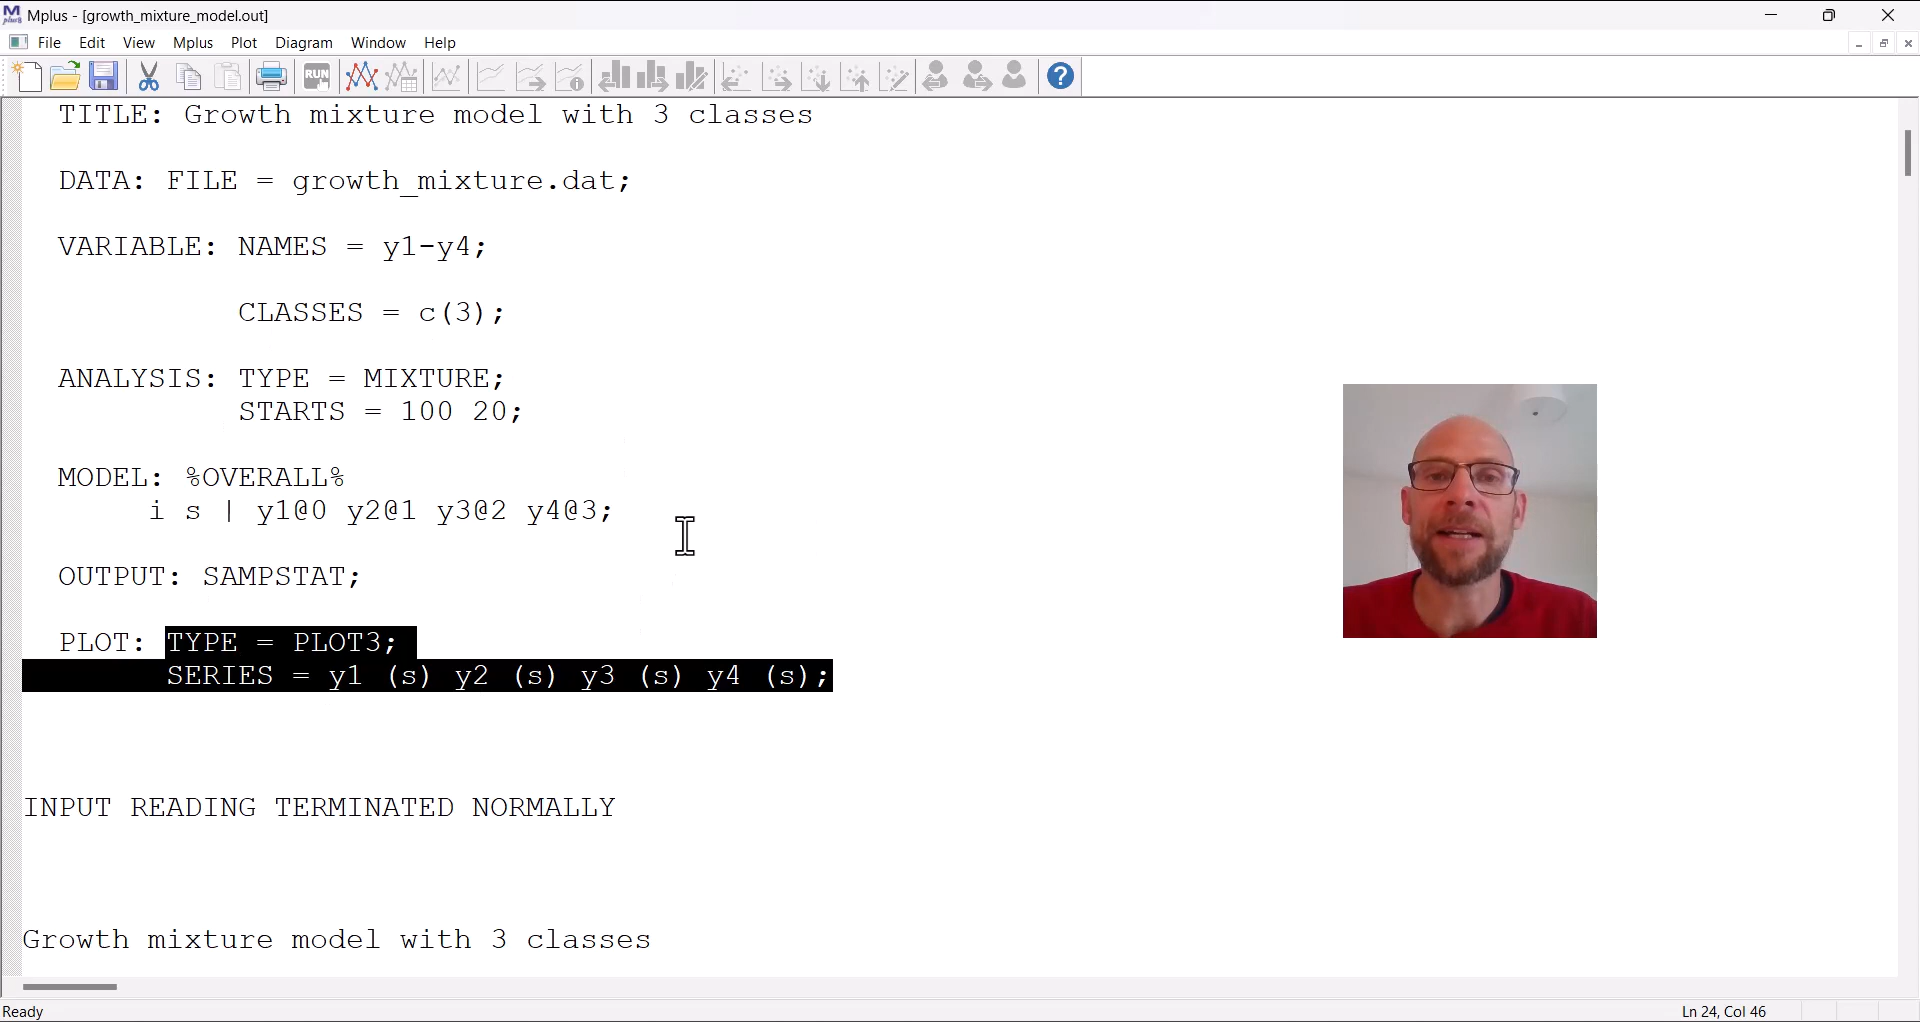 Mplus - [growth_mixture_model.out]
File Edit View Mplus Plot Diagram Window Help
RUN
TITLE: Growth mixture model with 3 classes
DATA: FILE = growth_mixture.dat;
VARIABLE: NAMES = y1-y4;
CLASSES = c(3);
ANALYSIS: TYPE = MIXTURE;
STARTS = 100 20;
MODEL: %OVERALL%
i s | y1@0 y2@1 y3@2 y4@3;
OUTPUT: SAMPSTAT;
PLOT: TYPE = PLOT3;
SERIES = y1 (s) y2 (s) y3 (s) y4 (s);
INPUT READING TERMINATED NORMALLY
Growth mixture model with 3 classes
Ready
Ln 24, Col 46